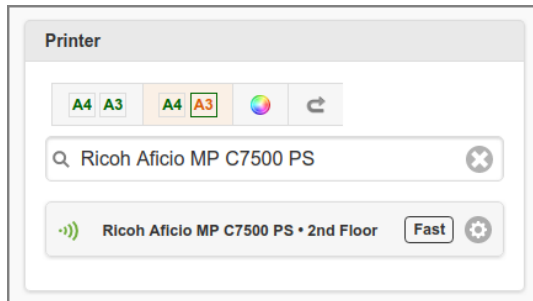 Printer
A4 A3 A4 A3
Ricoh Aficio MP C7500 PS
Ricoh Aficio MP C7500 PS • 2nd Floor Fast